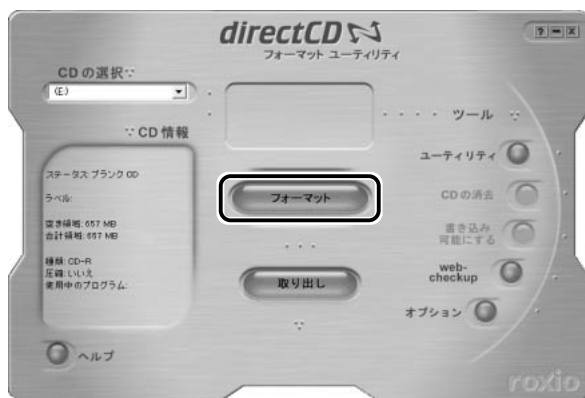 directCD
フォーマット ユーティリティ
? - X
CD の選択
(E:)
CD 情報
ステータス: ブランク CD
ラベル:
空き領域: 657 MB
合計領域: 657 MB
種類: CD-R
圧縮: いいえ
使用中のプログラム:
フォーマット
取り出し
ツール
ユーティリティ
CD の消去
書き込み
可能にする
web-
checkup
オプション
ヘルプ
roxio